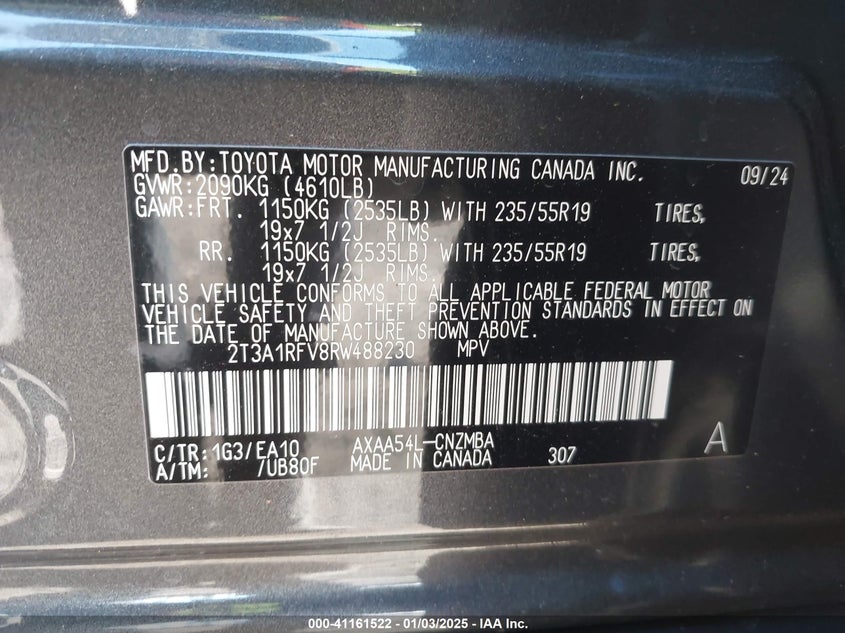 MFD.BY:TOYOTA MOTOR MANUFACTURING CANADA INC. 09/24
GVWR:2090KG (4610LB)
GAWR:FRT. 1150KG (2535LB) WITH 235/55R19 TIRES,
19x7 1/2J RIMS.
RR. 1150KG (2535LB) WITH 235/55R19 TIRES,
19x7 1/2J RIMS.
THIS VEHICLE CONFORMS TO ALL APPLICABLE FEDERAL MOTOR
VEHICLE SAFETY AND THEFT PREVENTION STANDARDS IN EFFECT ON
THE DATE OF MANUFACTURE SHOWN ABOVE.
2T3A1RFV8RW488230 MPV
C/TR:1G3/EA10 AXAA54L-CNZMBA A
A/TM: /UB80F MADE IN CANADA 307
000-41161522 - 01/03/2025 - IAA Inc.